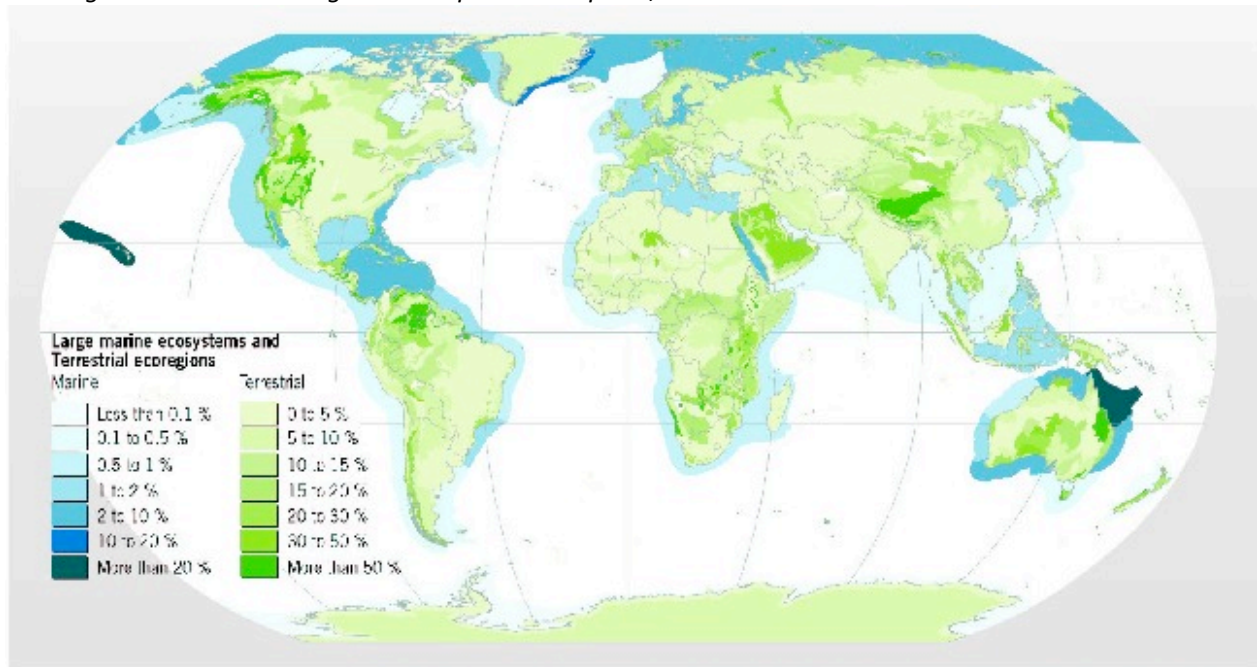 Large marine ecosystems and
Terrestrial ecoregions
Marine Terrestrial
Less than 0.1 % 0 to 5 %
0.1 to 0.5 % 5 to 10 %
0.5 to 1 % 10 to 15 %
1 to 2 % 15 to 20 %
2 to 10 % 20 to 30 %
10 to 20 % 30 to 50 %
More than 20 % More than 50 %